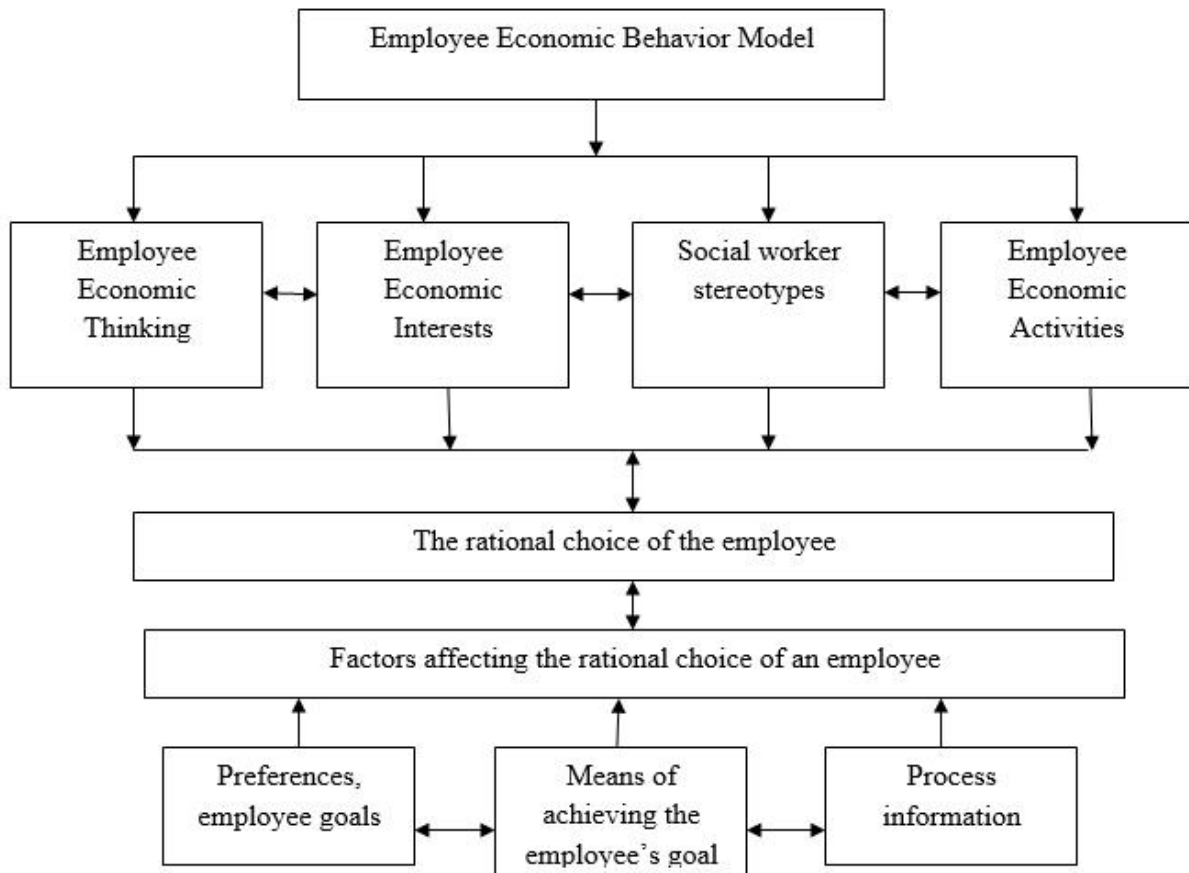 Employee Economic Behavior Model
Employee
Economic
Thinking
Employee
Economic
Interests
Social worker
stereotypes
Employee
Economic
Activities
The rational choice of the employee
Factors affecting the rational choice of an employee
Preferences,
employee goals
Means of
achieving the
employee’s goal
Process
information